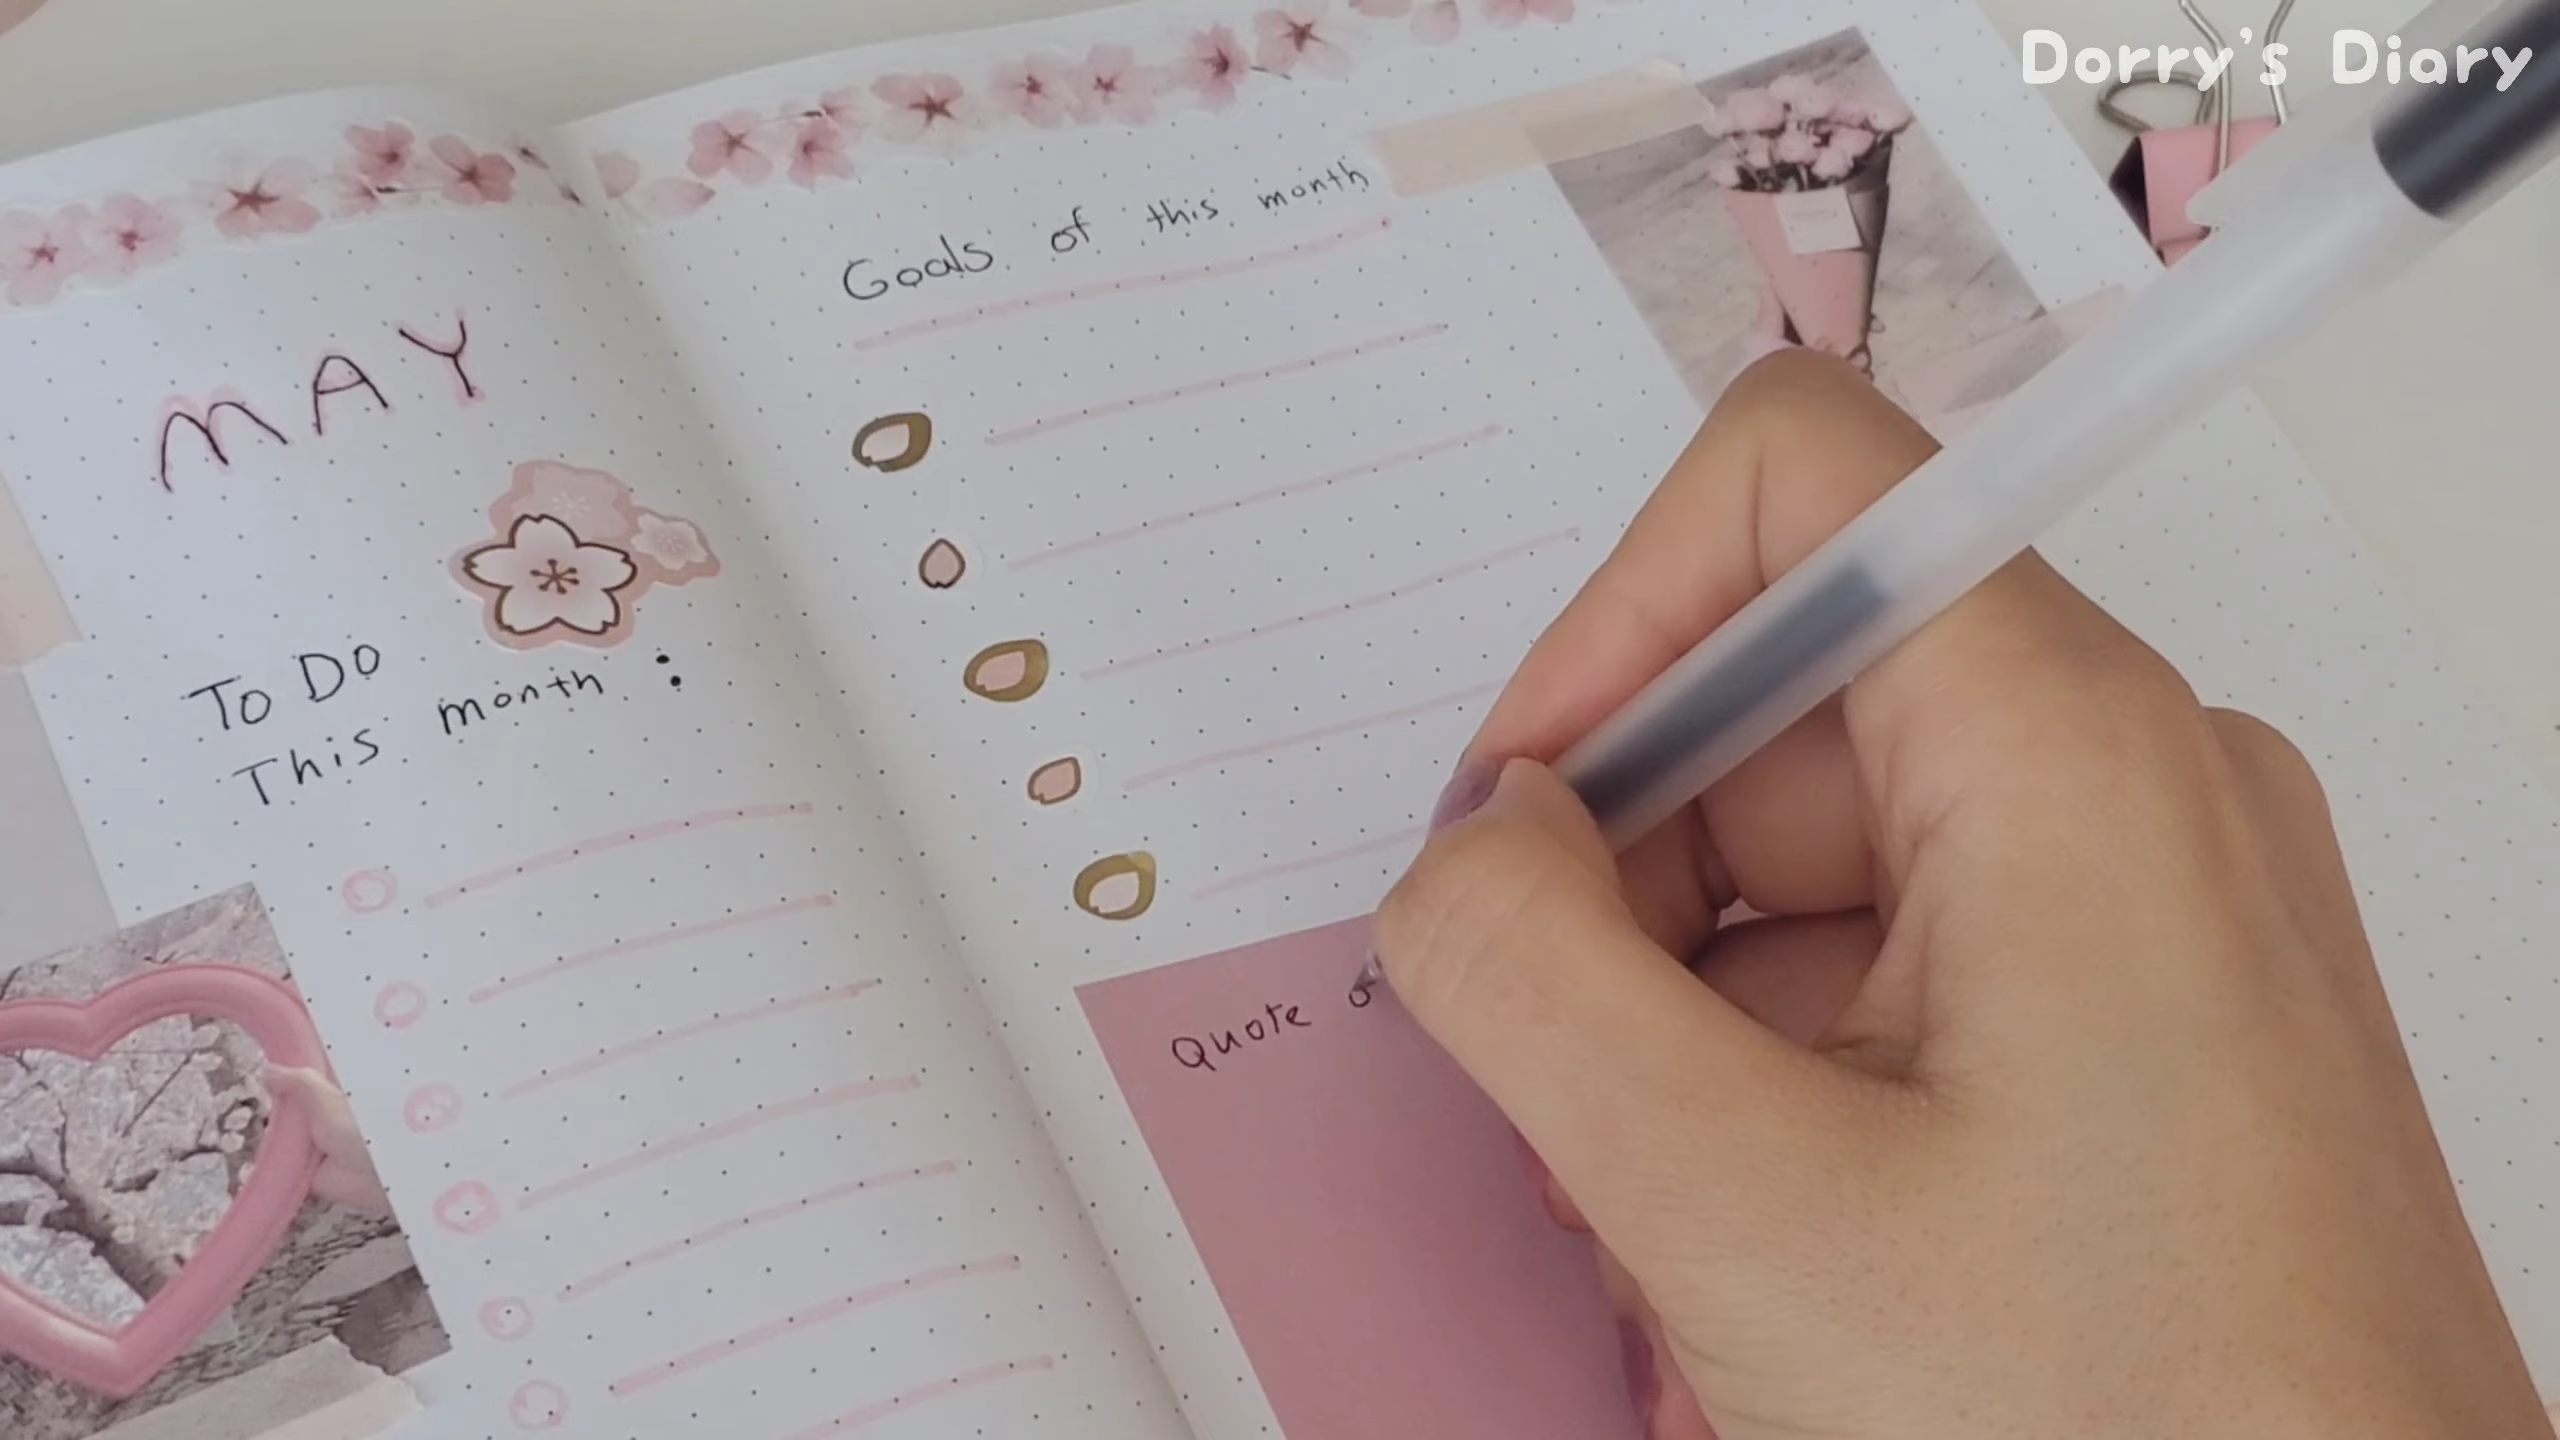 Dorry's Diary
MAY
To Do
This month :
Goals of this month
Quote o